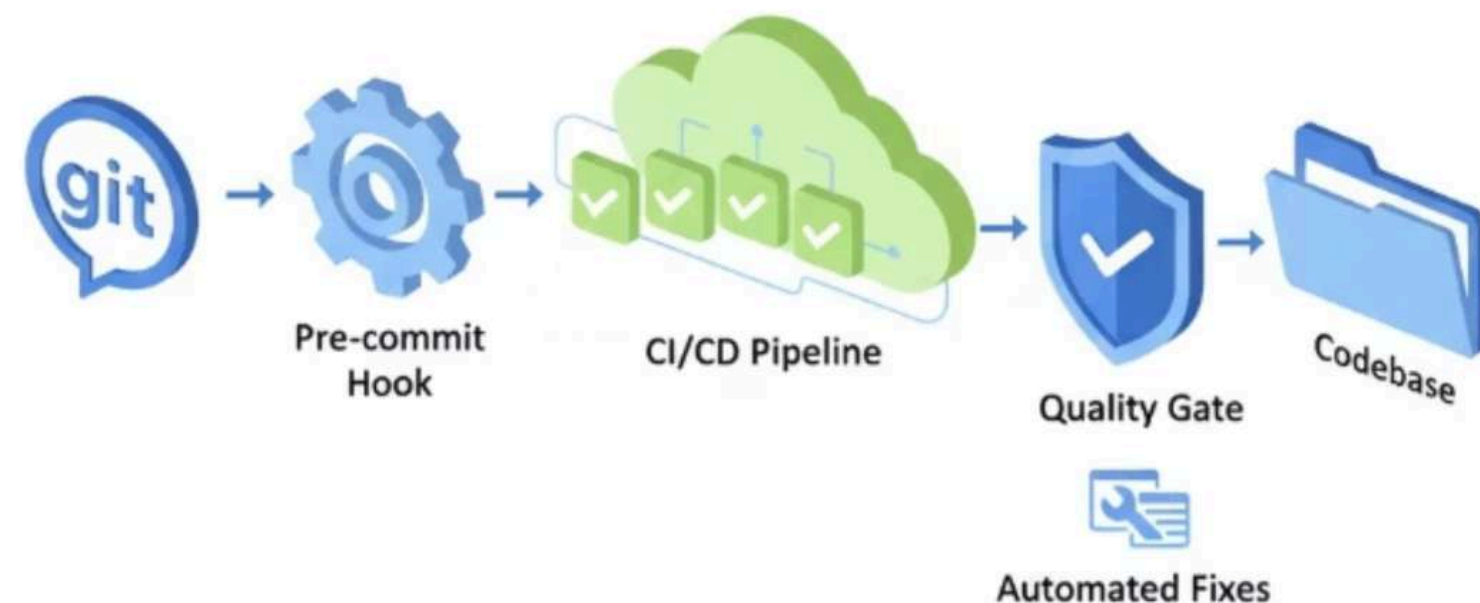 git
Pre-commit
Hook
CI/CD Pipeline
Quality Gate
Codebase
Automated Fixes